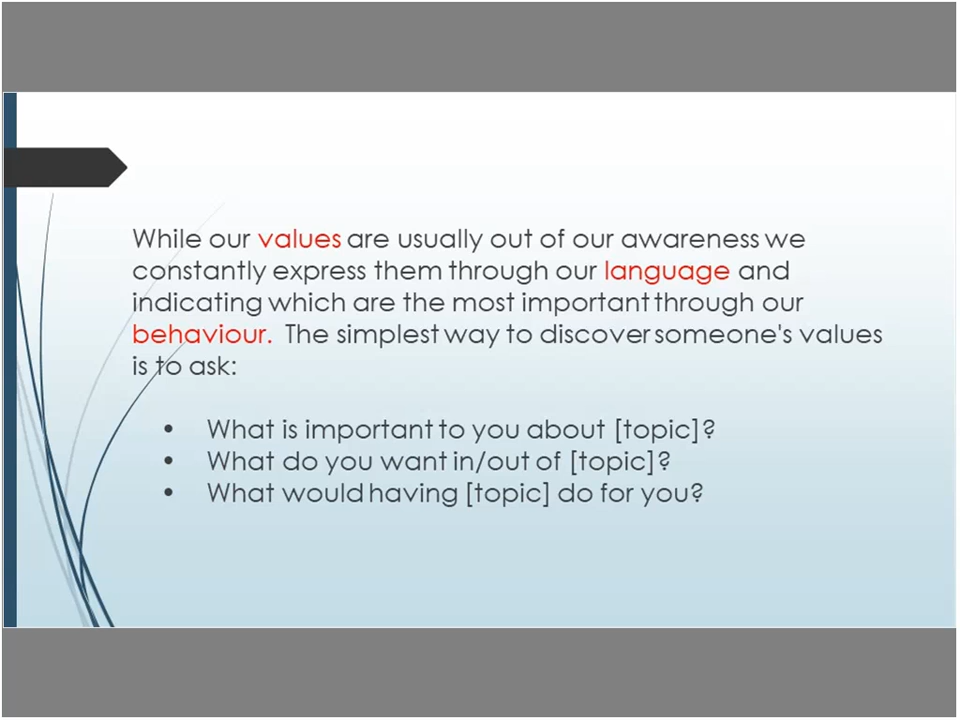 While our values are usually out of our awareness we
constantly express them through our language and
indicating which are the most important through our
behaviour.  The simplest way to discover someone's values
is to ask:
• What is important to you about [topic]?
• What do you want in/out of [topic]?
• What would having [topic] do for you?